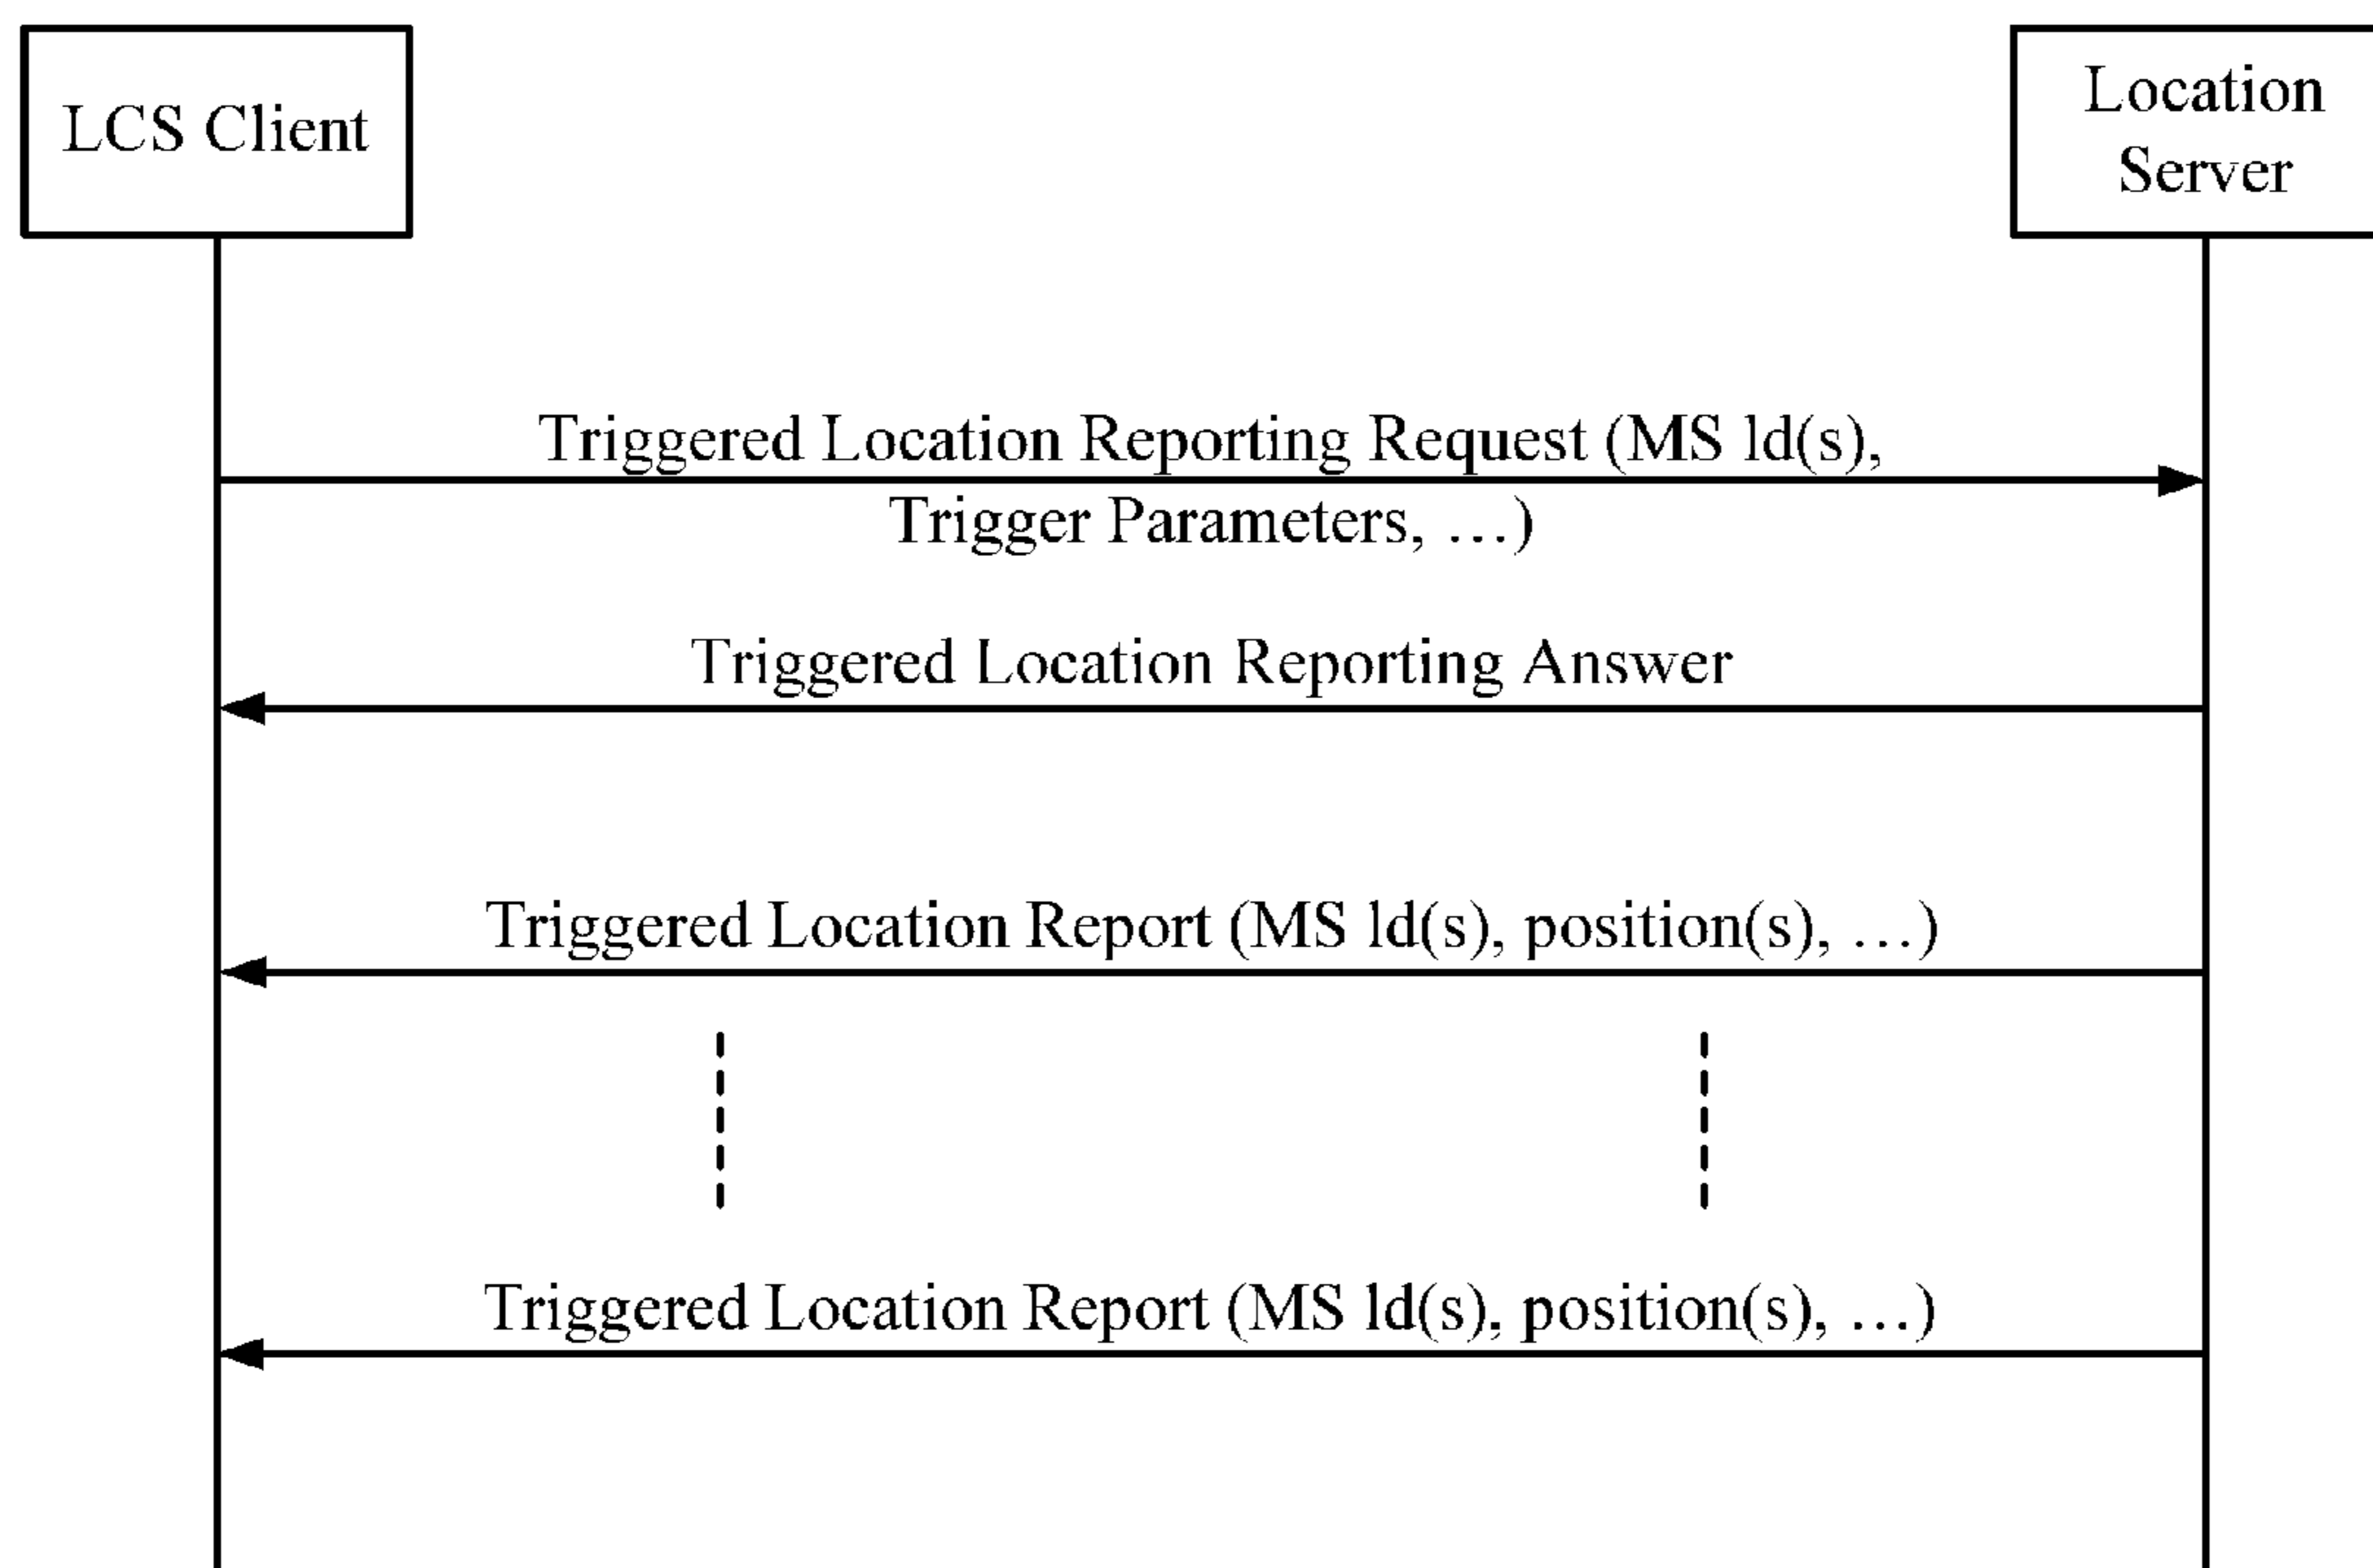 LCS Client
Location
Server
Triggered Location Reporting Request (MS ld(s),
Trigger Parameters, …)
Triggered Location Reporting Answer
Triggered Location Report (MS ld(s), position(s), …)
Triggered Location Report (MS ld(s), position(s), …)